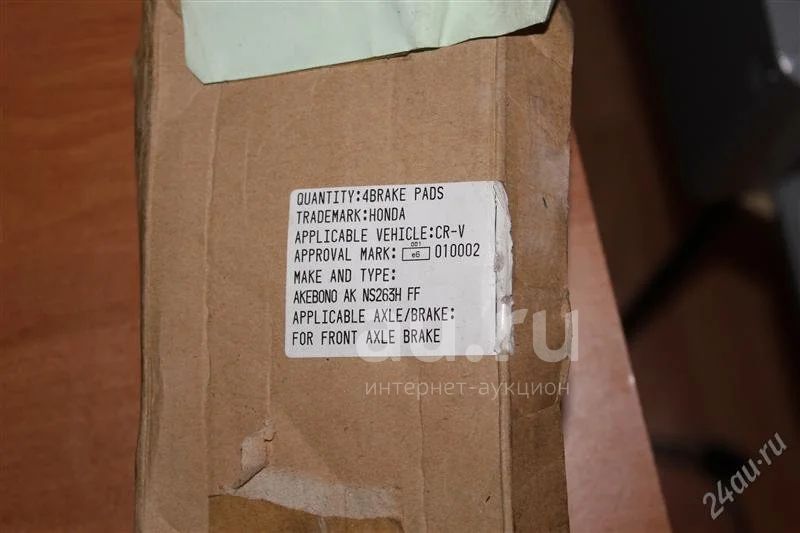 QUANTITY:4BRAKE PADS
TRADEMARK:HONDA
APPLICABLE VEHICLE:CR-V
001
APPROVAL MARK: e6 010002
MAKE AND TYPE:
AKEBONO AK NS263H FF
APPLICABLE AXLE/BRAKE:
FOR FRONT AXLE BRAKE
au.ru
интернет-аукцион
24au.ru